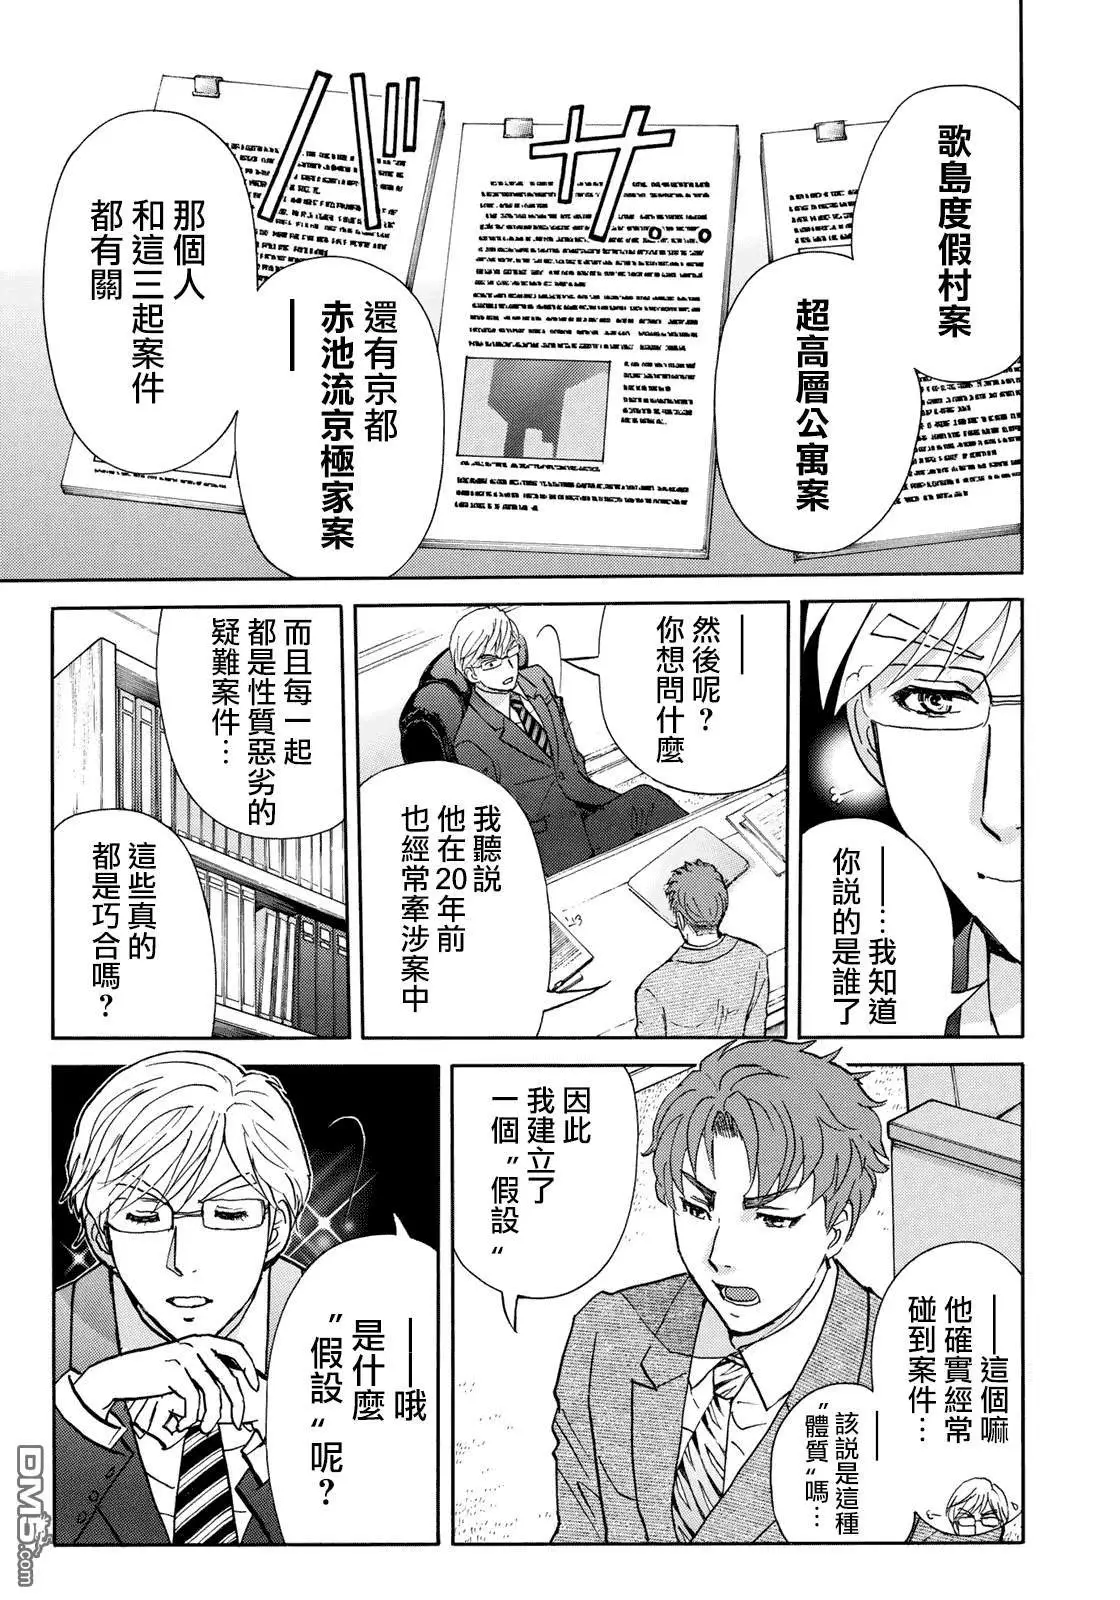 歌島度假村案
超高層公寓案
バサ。。
還有京都
赤池流京極家案
——
那個人
和這三起案件
都有關
——…我知道
你說的是誰了
然後呢？
——
你想問什麼
我聽說
他在20年前
也經常牽涉案中
而且每一起
都是性質惡劣的
疑難案件…
這些真的
都是巧合嗎？
——這個嘛
他確實經常
碰到案件…
——
該說是這種
“體質“嗎…
因此
我建立了
一個”假設“
——哦
是什麼
”假設“呢？
DM5.com